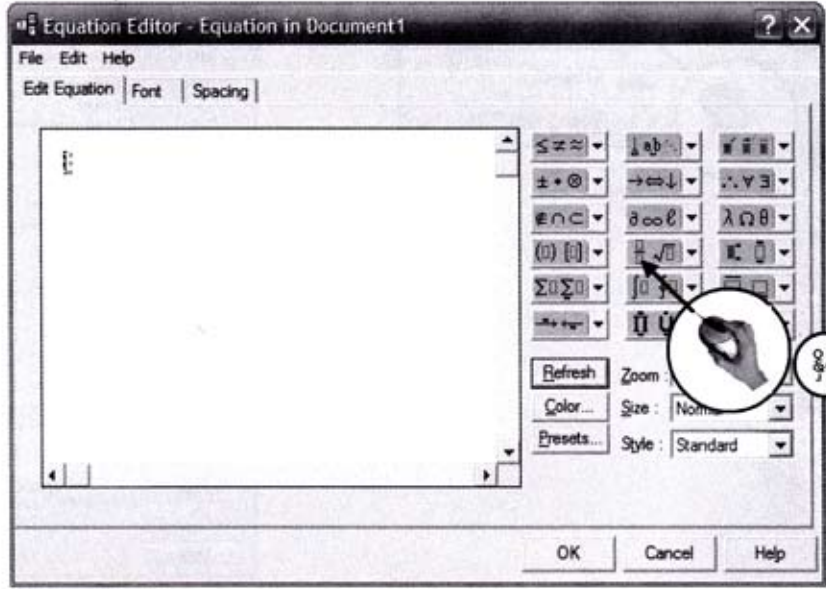 Equation Editor - Equation in Document1
File Edit Help
Edit Equation Font Spacing
≤ ≠ ≈
± • ⊗ →⇔↓ ∴ ∀ ∃
∉ ∩ ⊂ ∂ ∞ ℓ λ Ω θ
Refresh Zoom :
Color... Size :
Presets... Style : Standard
OK Cancel Help